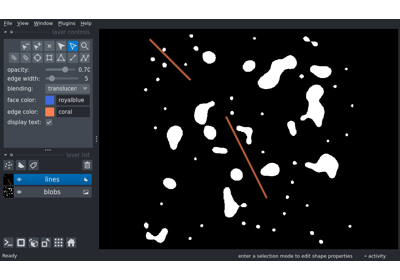 File View Window Plugins Help
layer controls
opacity: 0.70
edge width: 5
blending: translucen
face color: royalblue
edge color: coral
display text:
layer list
lines
blobs
Ready enter a selection mode to edit shape properties activity